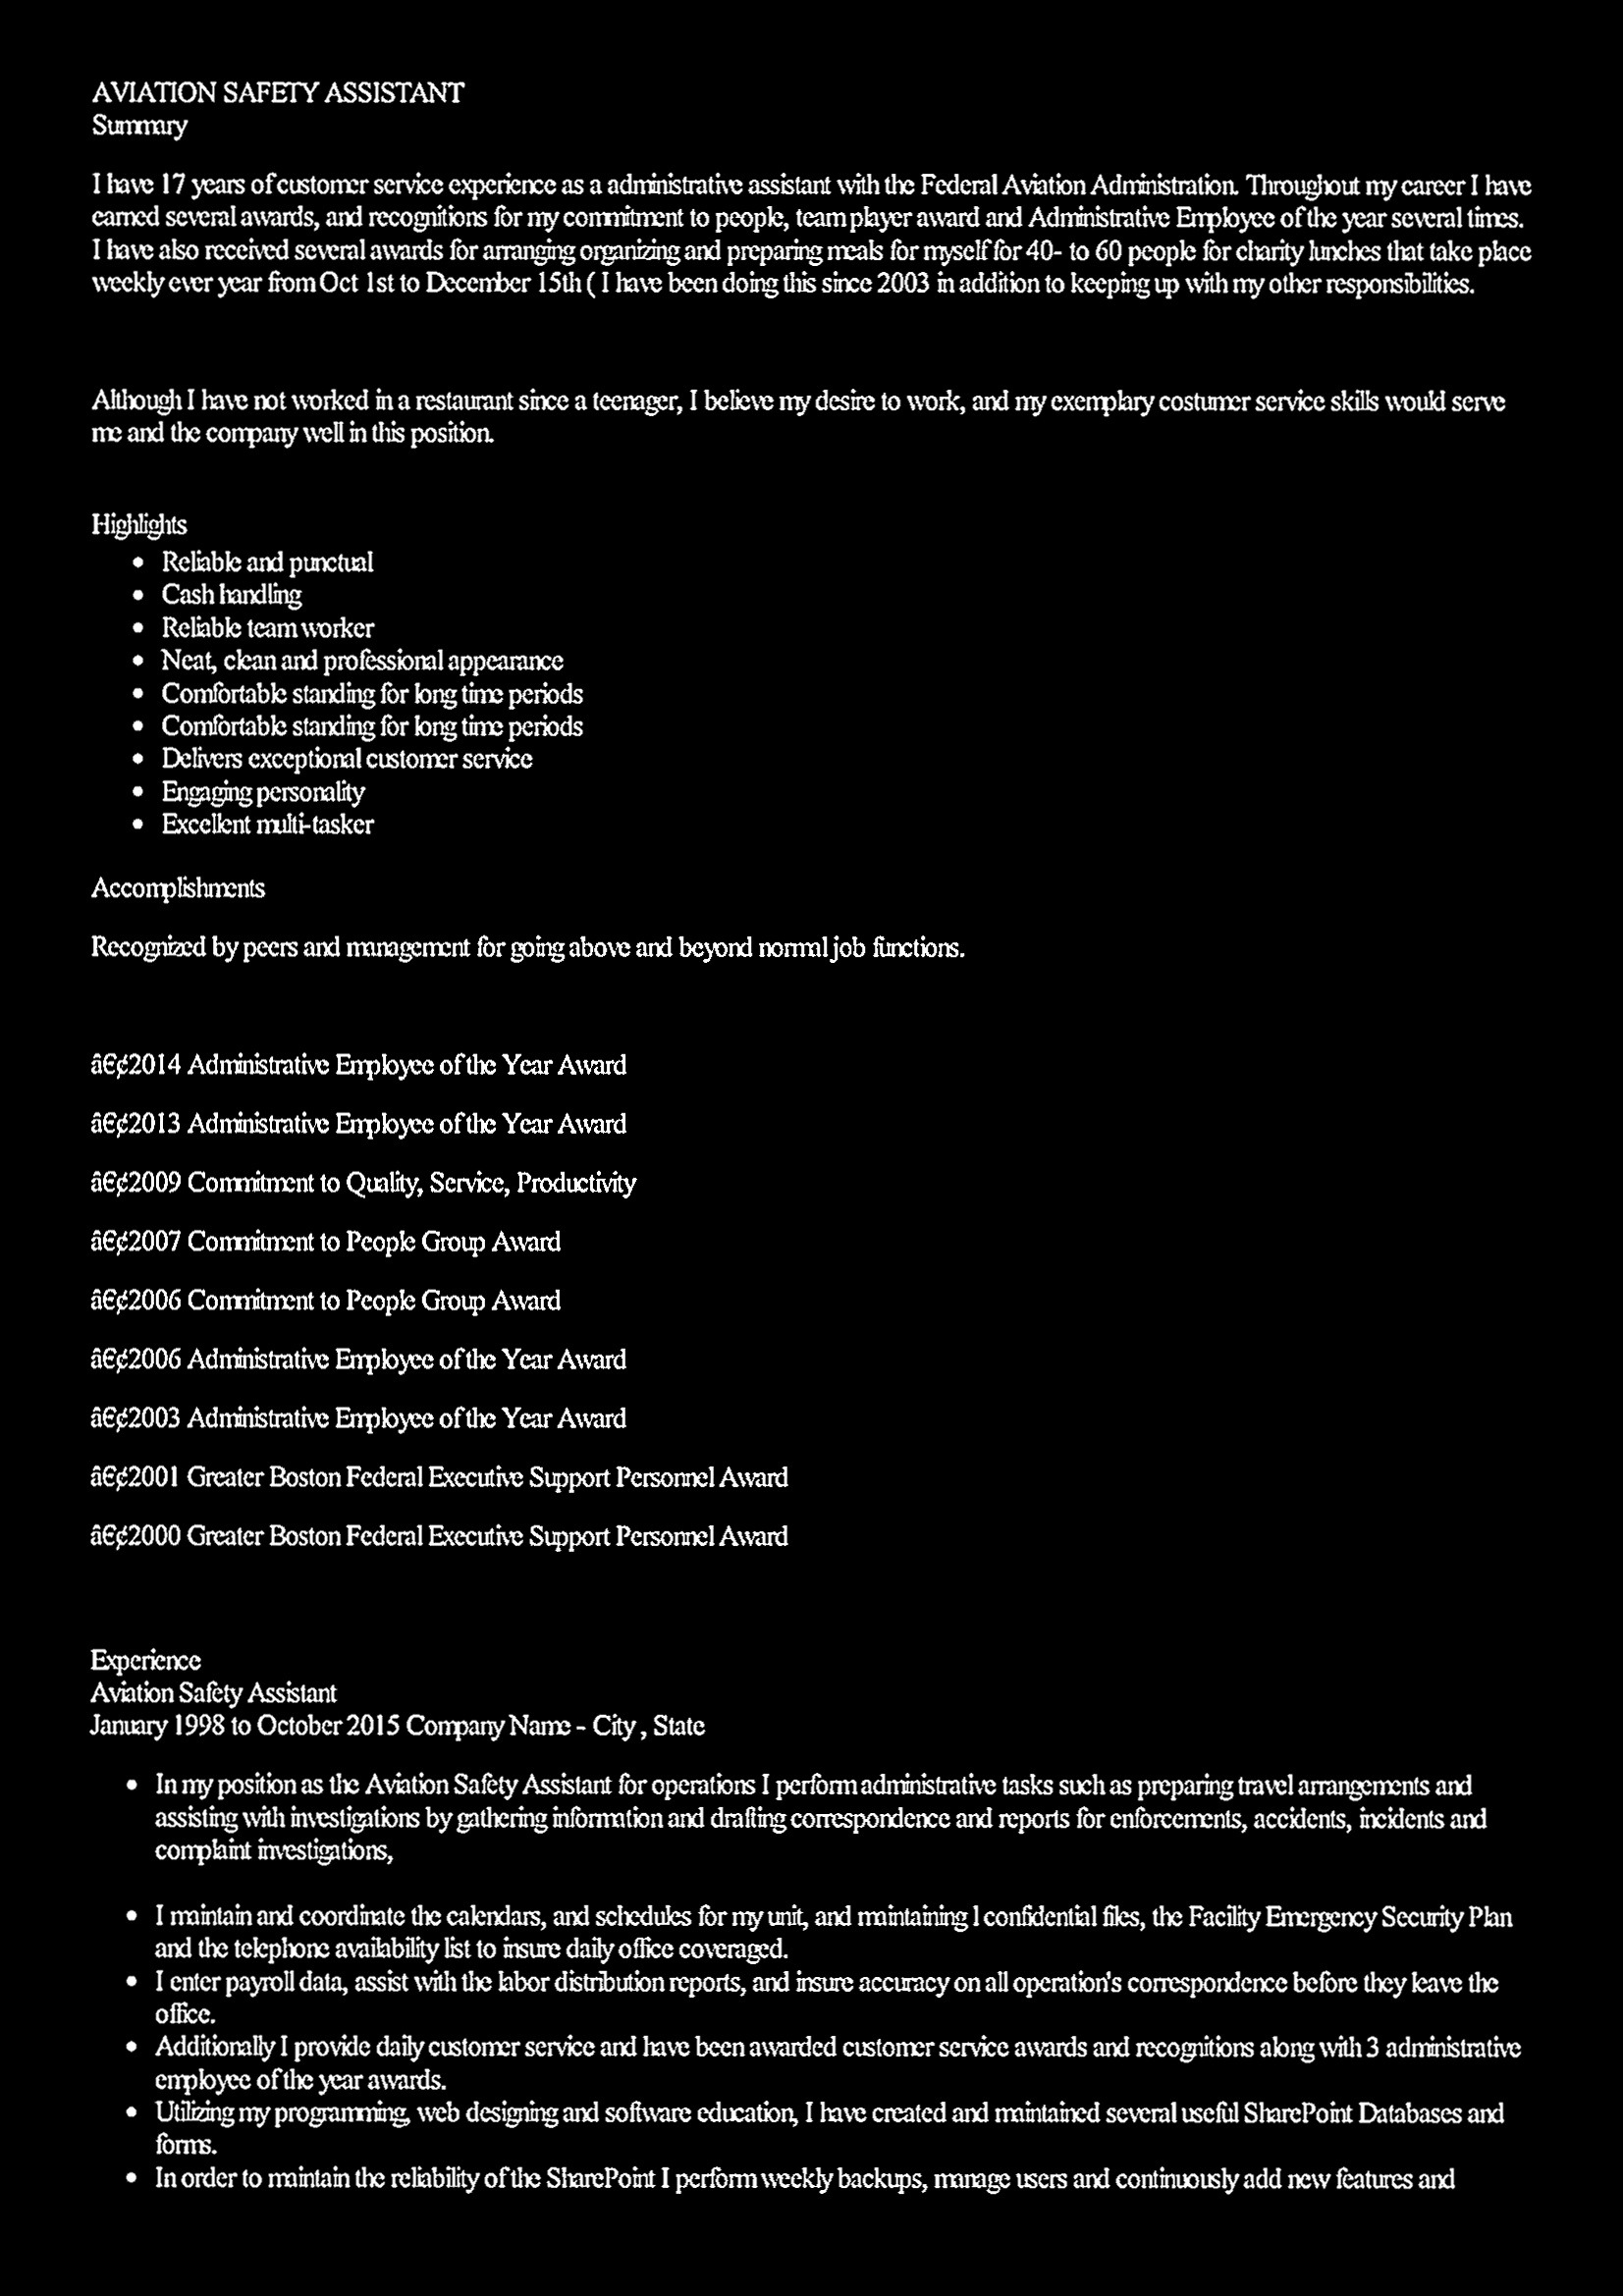 AVIATION SAFETY ASSISTANT
Summary
I have 17 years of customer service experience as a administrative assistant with the Federal Aviation Administration. Throughout my career I have
earned several awards, and recognitions for my commitment to people, team player award and Administrative Employee of the year several times.
I have also received several awards for arranging organizing and preparing meals for myself for 40- to 60 people for charity lunches that take place
weekly ever year from Oct 1st to December 15th ( I have been doing this since 2003 in addition to keeping up with my other responsibilities.
Although I have not worked in a restaurant since a teenager, I believe my desire to work, and my exemplary costumer service skills would serve
me and the company well in this position.
Highlights
• Reliable and punctual
• Cash handling
• Reliable team worker
• Neat, clean and professional appearance
• Comfortable standing for long time periods
• Comfortable standing for long time periods
• Delivers exceptional customer service
• Engaging personality
• Excellent multi-tasker
Accomplishments
Recognized by peers and management for going above and beyond normal job functions.
â€¢2014 Administrative Employee of the Year Award
â€¢2013 Administrative Employee of the Year Award
â€¢2009 Commitment to Quality, Service, Productivity
â€¢2007 Commitment to People Group Award
â€¢2006 Commitment to People Group Award
â€¢2006 Administrative Employee of the Year Award
â€¢2003 Administrative Employee of the Year Award
â€¢2001 Greater Boston Federal Executive Support Personnel Award
â€¢2000 Greater Boston Federal Executive Support Personnel Award
Experience
Aviation Safety Assistant
January 1998 to October 2015 Company Name - City , State
• In my position as the Aviation Safety Assistant for operations I perform administrative tasks such as preparing travel arrangements and
assisting with investigations by gathering information and drafting correspondence and reports for enforcements, accidents, incidents and
complaint investigations,
• I maintain and coordinate the calendars, and schedules for my unit, and maintaining l confidential files, the Facility Emergency Security Plan
and the telephone availability list to insure daily office coveraged.
• I enter payroll data, assist with the labor distribution reports, and insure accuracy on all operation's correspondence before they leave the
office.
• Additionally I provide daily customer service and have been awarded customer service awards and recognitions along with 3 administrative
employee of the year awards.
• Utilizing my programming, web designing and software education, I have created and maintained several useful SharePoint Databases and
forms.
• In order to maintain the reliability of the SharePoint I perform weekly backups, manage users and continuously add new features and